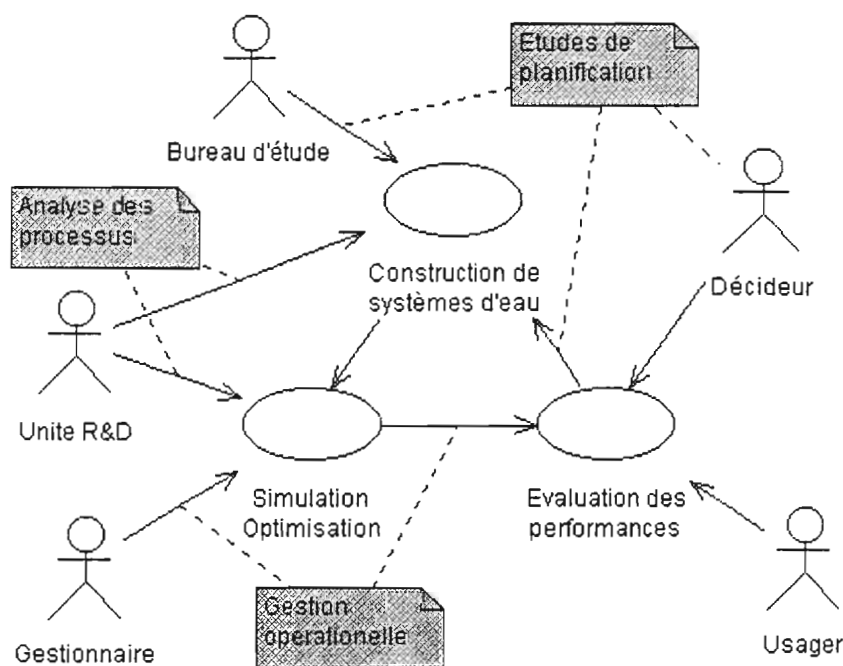 Etudes de
planification
Bureau d'étude
Analyse des
processus
Construction de
systèmes d'eau
Décideur
Unite R&D
Simulation
Optimisation
Evaluation des
performances
Gestion
operationelle
Gestionnaire
Usager